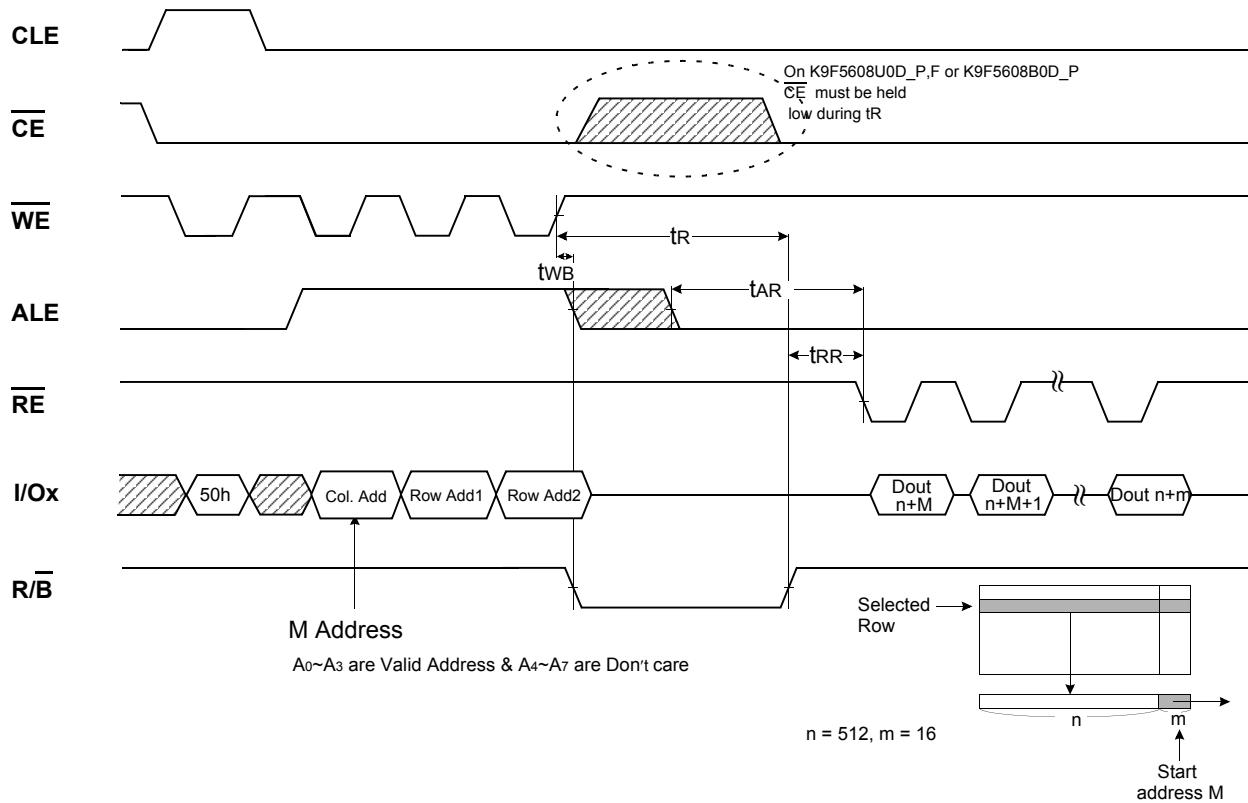 CLE
On K9F5608U0D_P,F or K9F5608B0D_P
CE must be held
low during tR
CE
WE
tR
tWB
tAR
ALE
tRR
RE
I/Ox
50h
Col. Add
Row Add1
Row Add2
Dout
n+M
Dout
n+M+1
Dout n+m
R/B
M Address
A0~A3 are Valid Address & A4~A7 are Don't care
Selected
Row
n
m
n = 512, m = 16
Start
address M